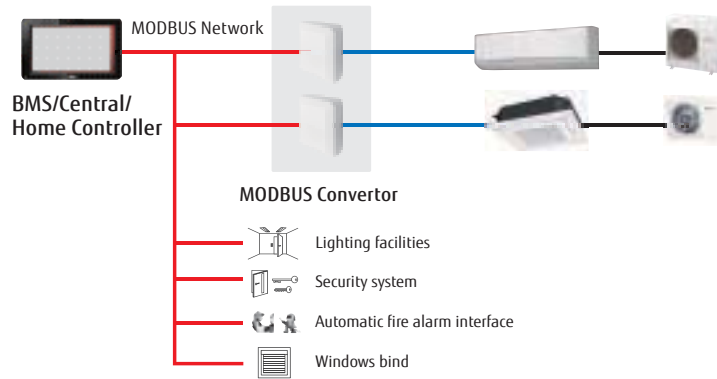 MODBUS Network
BMS/Central/
Home Controller
MODBUS Convertor
Lighting facilities
Security system
Automatic fire alarm interface
Windows bind